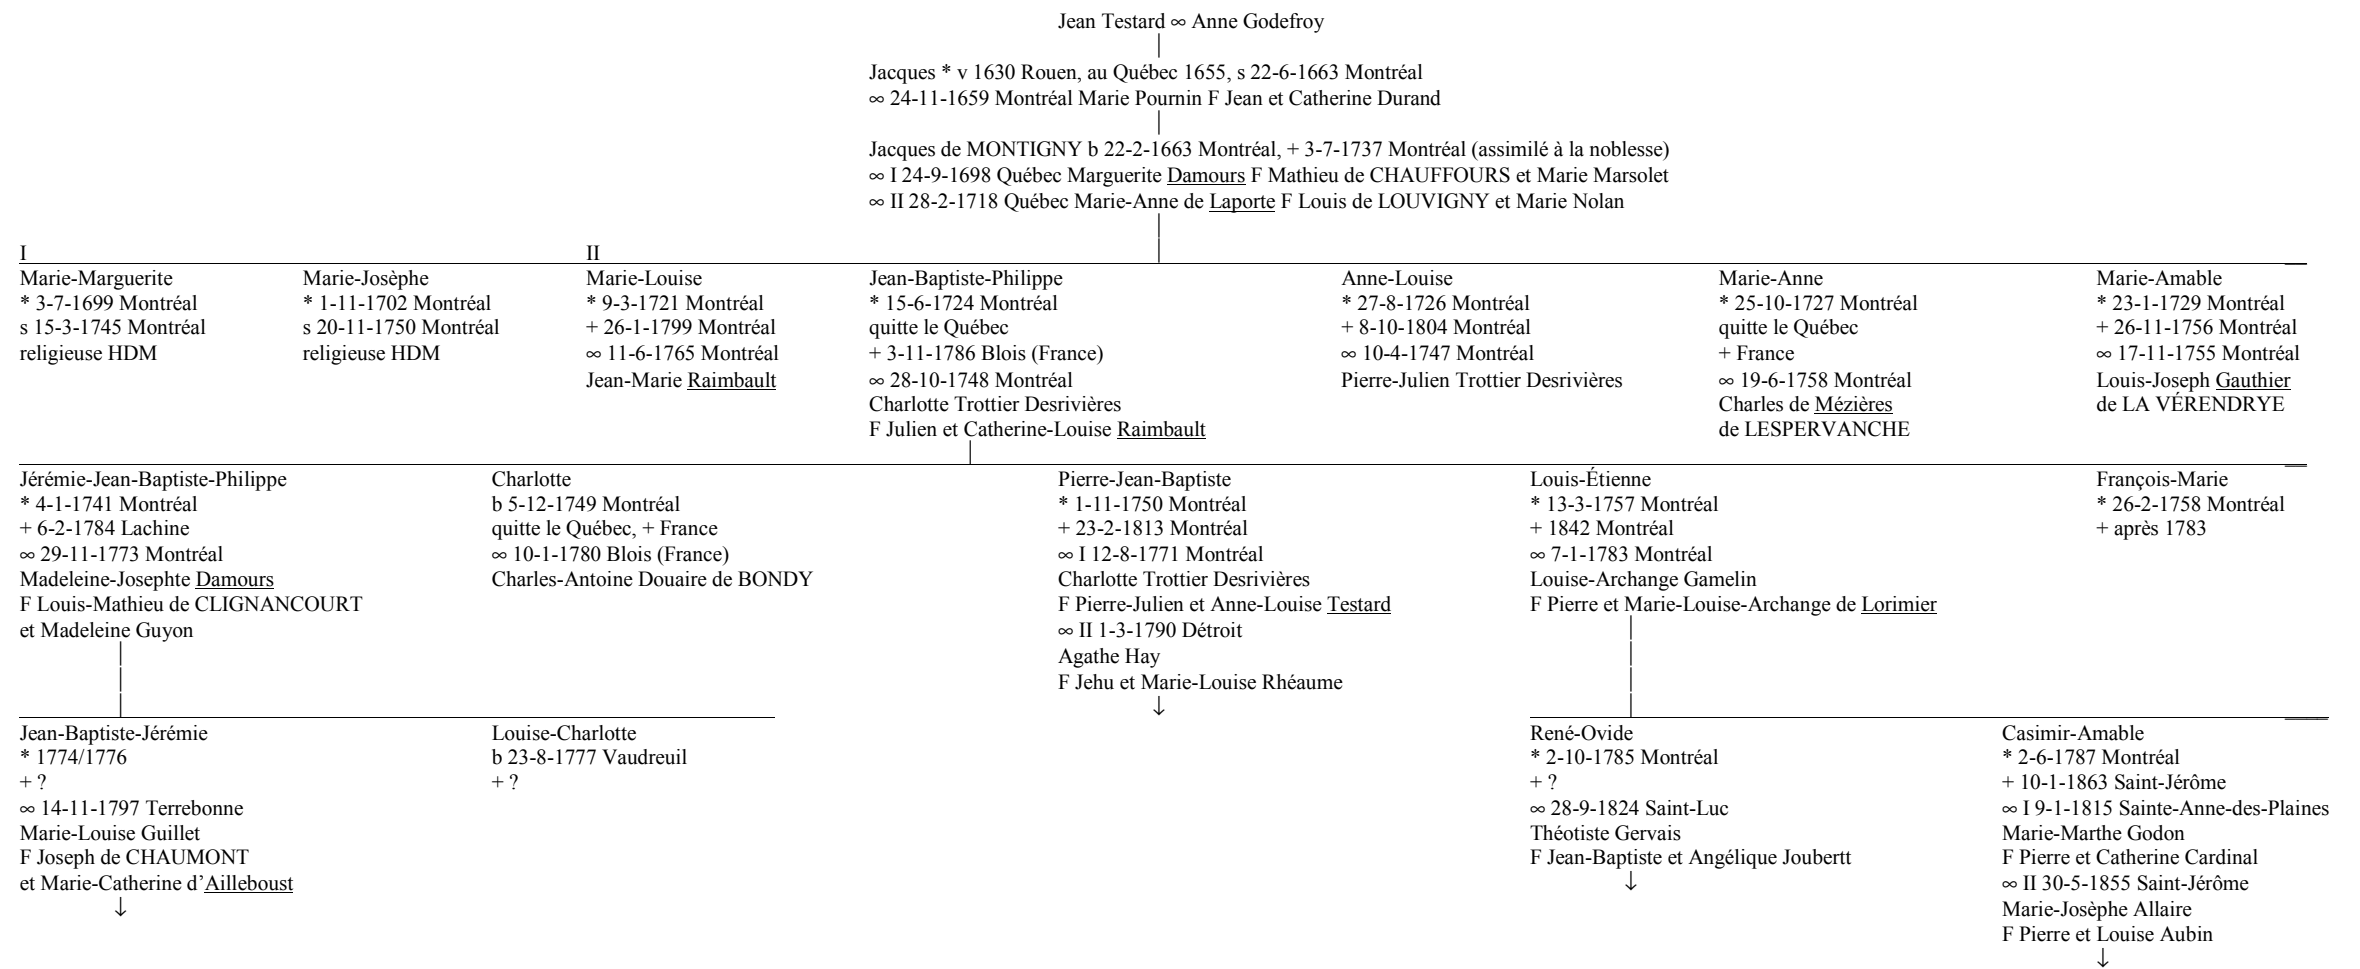 Jean Testard ∞ Anne Godefroy
Jacques * v 1630 Rouen, au Québec 1655, s 22-6-1663 Montréal
∞ 24-11-1659 Montréal Marie Pournin F Jean et Catherine Durand
Jacques de MONTIGNY b 22-2-1663 Montréal, + 3-7-1737 Montréal (assimilé à la noblesse)
∞ I 24-9-1698 Québec Marguerite Damours F Mathieu de CHAUFFOURS et Marie Marsolet
∞ II 28-2-1718 Québec Marie-Anne de Laporte F Louis de LOUVIGNY et Marie Nolan
I
Marie-Marguerite
* 3-7-1699 Montréal
s 15-3-1745 Montréal
religieuse HDM
Marie-Josèphe
* 1-11-1702 Montréal
s 20-11-1750 Montréal
religieuse HDM
II
Marie-Louise
* 9-3-1721 Montréal
+ 26-1-1799 Montréal
∞ 11-6-1765 Montréal
Jean-Marie Raimbault
Jean-Baptiste-Philippe
* 15-6-1724 Montréal
quitte le Québec
+ 3-11-1786 Blois (France)
∞ 28-10-1748 Montréal
Charlotte Trottier Desrivières
F Julien et Catherine-Louise Raimbault
Anne-Louise
* 27-8-1726 Montréal
+ 8-10-1804 Montréal
∞ 10-4-1747 Montréal
Pierre-Julien Trottier Desrivières
Marie-Anne
* 25-10-1727 Montréal
quitte le Québec
+ France
∞ 19-6-1758 Montréal
Charles de Mézières
de LESPERVANCHE
Marie-Amable
* 23-1-1729 Montréal
+ 26-11-1756 Montréal
∞ 17-11-1755 Montréal
Louis-Joseph Gauthier
de LA VÉRENDRYE
Jérémie-Jean-Baptiste-Philippe
* 4-1-1741 Montréal
+ 6-2-1784 Lachine
∞ 29-11-1773 Montréal
Madeleine-Josephte Damours
F Louis-Mathieu de CLIGNANCOURT
et Madeleine Guyon
Charlotte
b 5-12-1749 Montréal
quitte le Québec, + France
∞ 10-1-1780 Blois (France)
Charles-Antoine Douaire de BONDY
Pierre-Jean-Baptiste
* 1-11-1750 Montréal
+ 23-2-1813 Montréal
∞ I 12-8-1771 Montréal
Charlotte Trottier Desrivières
F Pierre-Julien et Anne-Louise Testard
∞ II 1-3-1790 Détroit
Agathe Hay
F Jehu et Marie-Louise Rhéaume
↓
Louis-Étienne
* 13-3-1757 Montréal
+ 1842 Montréal
∞ 7-1-1783 Montréal
Louise-Archange Gamelin
F Pierre et Marie-Louise-Archange de Lorimier
François-Marie
* 26-2-1758 Montréal
+ après 1783
Jean-Baptiste-Jérémie
* 1774/1776
+ ?
∞ 14-11-1797 Terrebonne
Marie-Louise Guillet
F Joseph de CHAUMONT
et Marie-Catherine d’Ailleboust
↓
Louise-Charlotte
b 23-8-1777 Vaudreuil
+ ?
René-Ovide
* 2-10-1785 Montréal
+ ?
∞ 28-9-1824 Saint-Luc
Théotiste Gervais
F Jean-Baptiste et Angélique Joubertt
↓
Casimir-Amable
* 2-6-1787 Montréal
+ 10-1-1863 Saint-Jérôme
∞ I 9-1-1815 Sainte-Anne-des-Plaines
Marie-Marthe Godon
F Pierre et Catherine Cardinal
∞ II 30-5-1855 Saint-Jérôme
Marie-Josèphe Allaire
F Pierre et Louise Aubin
↓